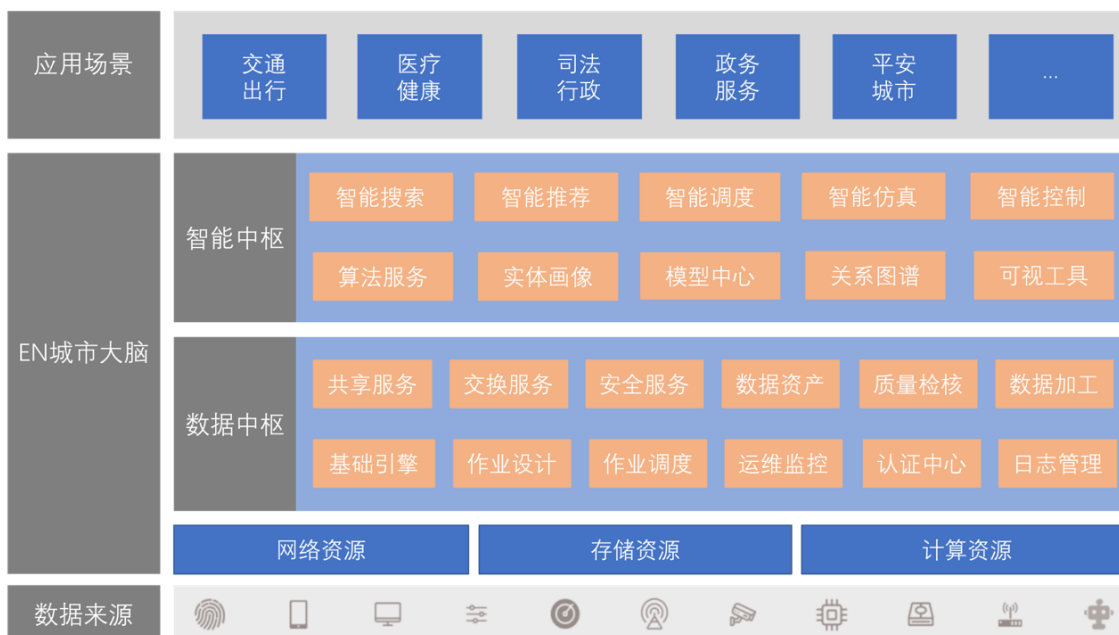 应用场景
交通
出行
医疗
健康
司法
行政
政务
服务
平安
城市
...
EN城市大脑
智能中枢
智能搜索
智能推荐
智能调度
智能仿真
智能控制
算法服务
实体画像
模型中心
关系图谱
可视工具
数据中枢
共享服务
交换服务
安全服务
数据资产
质量检核
数据加工
基础引擎
作业设计
作业调度
运维监控
认证中心
日志管理
网络资源
存储资源
计算资源
数据来源